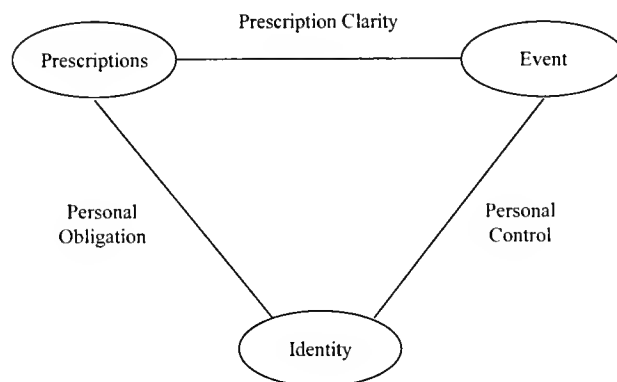 Prescription Clarity
Prescriptions
Event
Personal
Obligation
Personal
Control
Identity